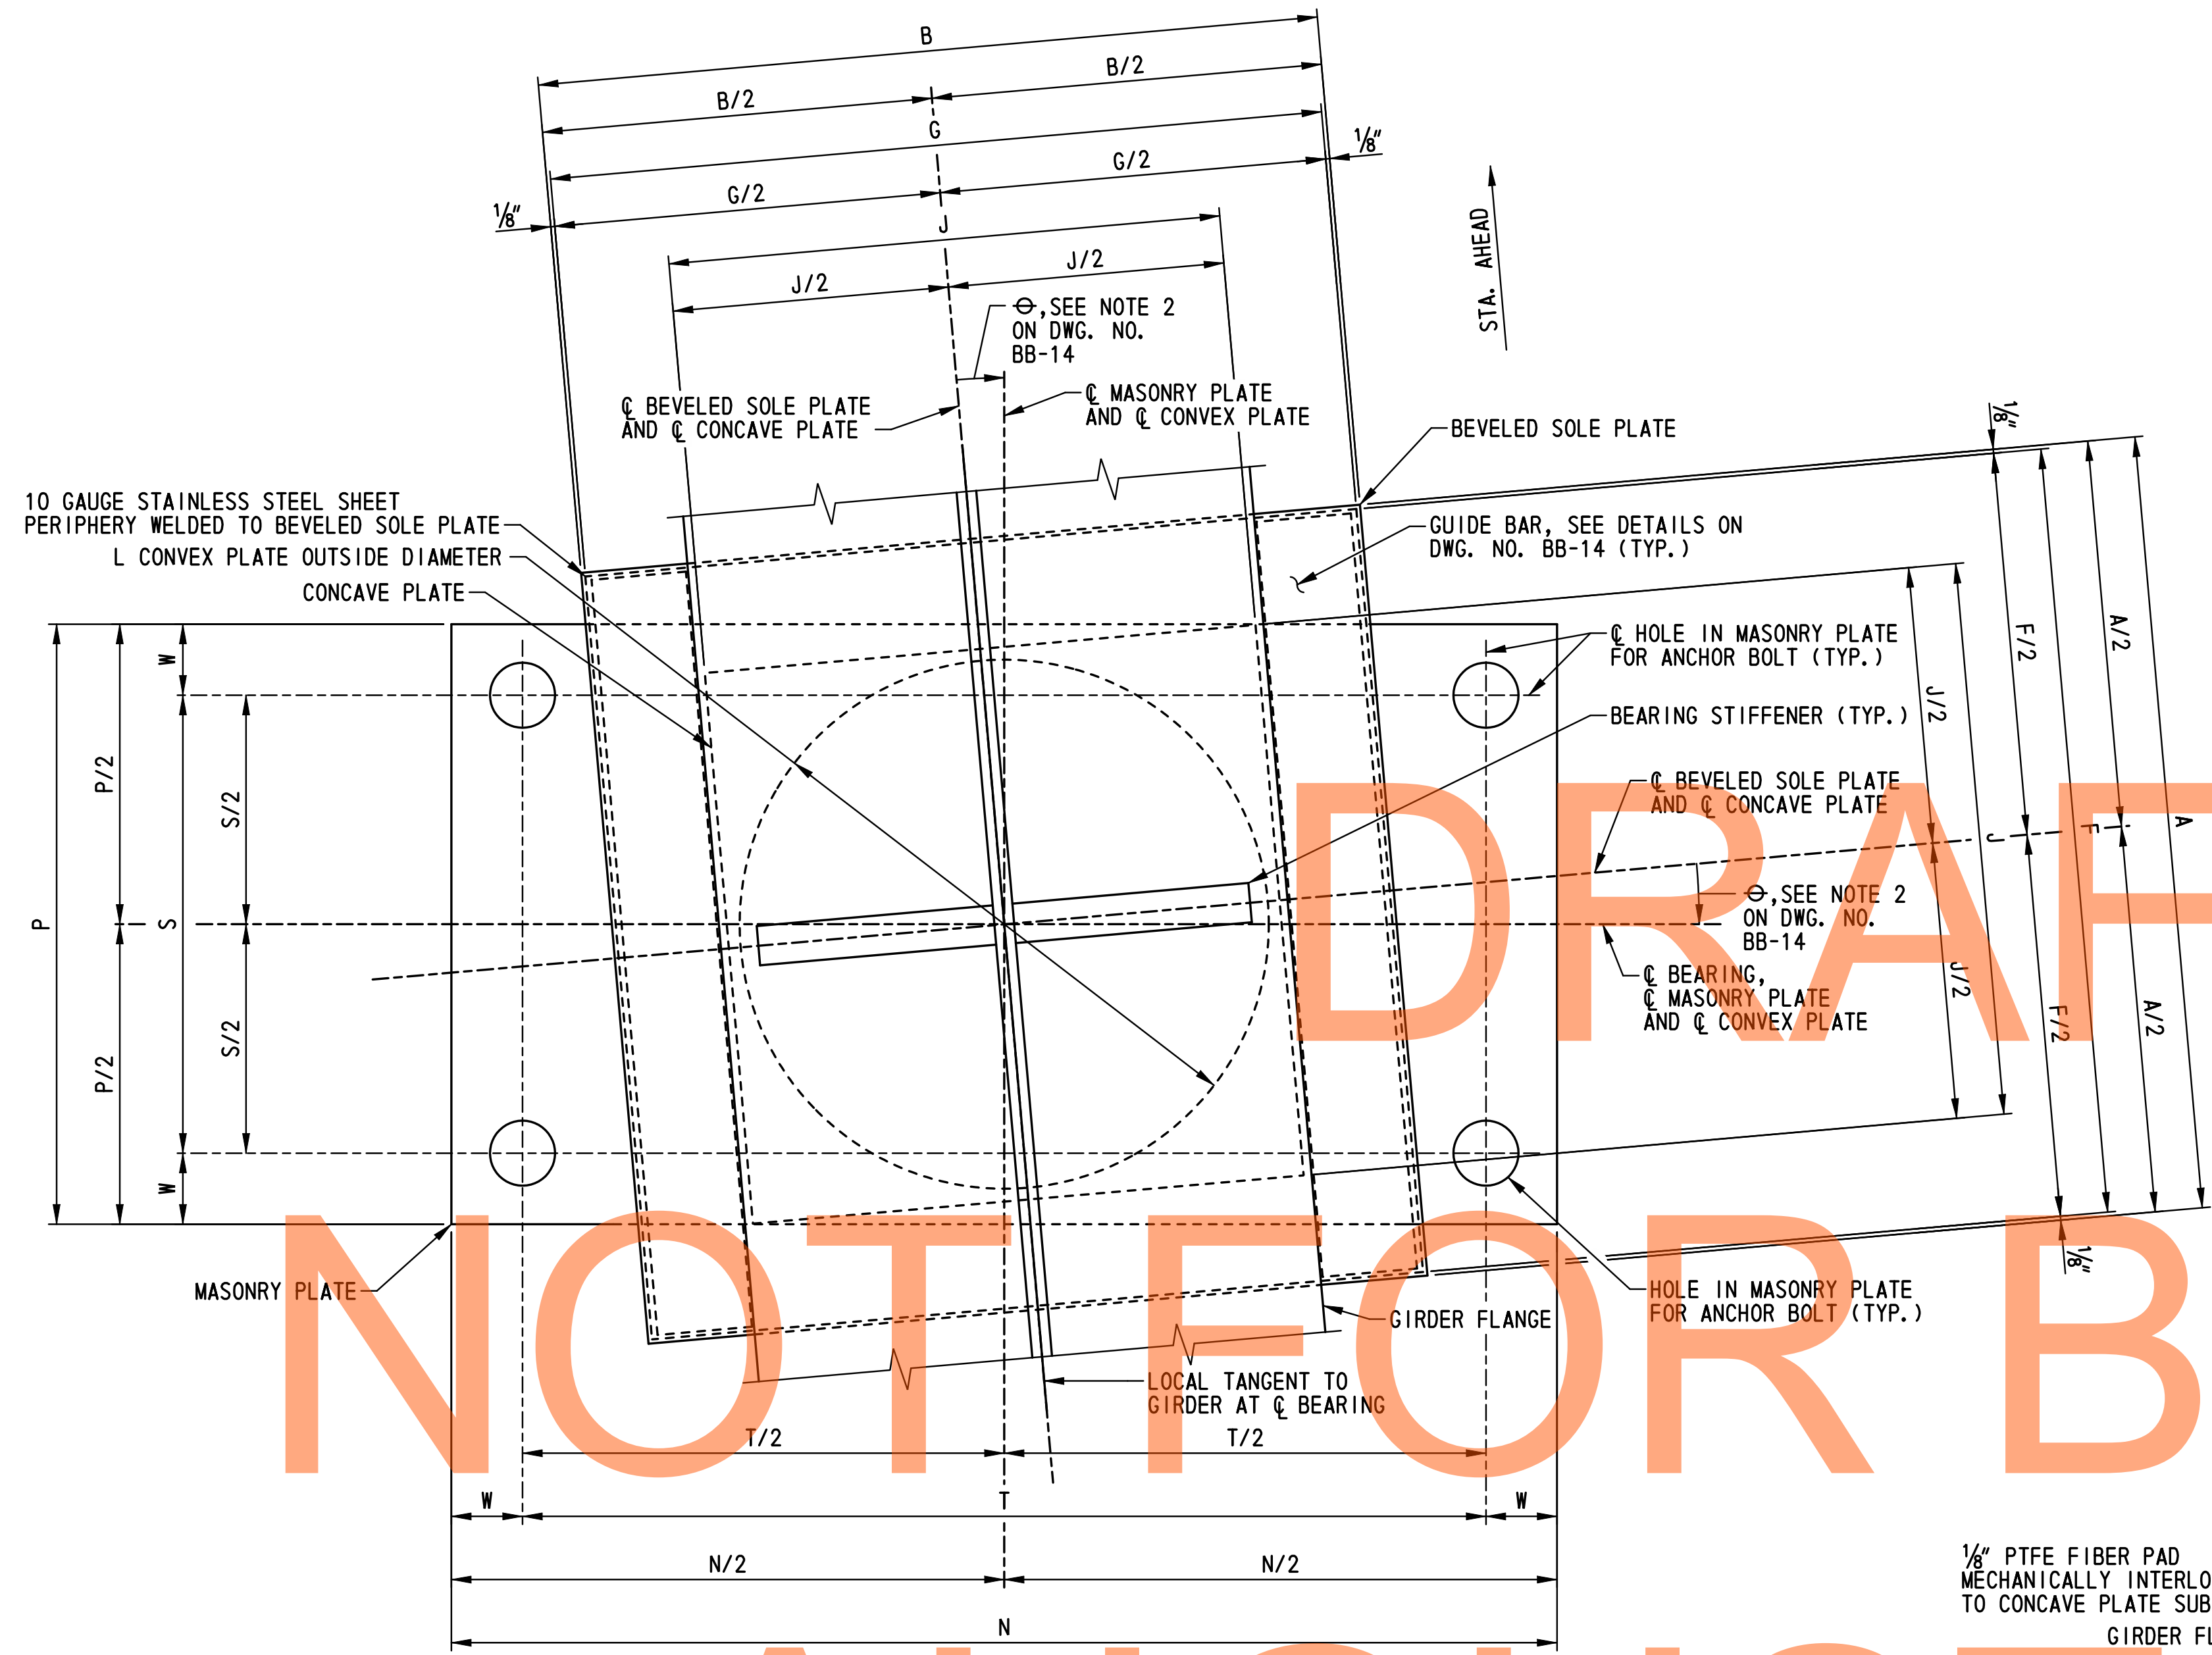 B
B/2
B/2
G
1/8"
G/2
G/2
1/8"
J
J/2
J/2
STA. AHEAD
Ɵ, SEE NOTE 2
ON DWG. NO.
BB-14
℄ BEVELED SOLE PLATE
AND ℄ CONCAVE PLATE
℄ MASONRY PLATE
AND ℄ CONVEX PLATE
BEVELED SOLE PLATE
1/8"
10 GAUGE STAINLESS STEEL SHEET
PERIPHERY WELDED TO BEVELED SOLE PLATE
L CONVEX PLATE OUTSIDE DIAMETER
CONCAVE PLATE
GUIDE BAR, SEE DETAILS ON
DWG. NO. BB-14 (TYP.)
℄ HOLE IN MASONRY PLATE
FOR ANCHOR BOLT (TYP.)
BEARING STIFFENER (TYP.)
℄ BEVELED SOLE PLATE
AND ℄ CONCAVE PLATE
Ɵ, SEE NOTE 2
ON DWG. NO.
BB-14
℄ BEARING,
℄ MASONRY PLATE
AND ℄ CONVEX PLATE
W
P/2
S/2
P
S
S/2
P/2
W
J/2
F/2
A/2
J
F
A
J/2
F/2
A/2
1/8"
MASONRY PLATE
HOLE IN MASONRY PLATE
FOR ANCHOR BOLT (TYP.)
GIRDER FLANGE
LOCAL TANGENT TO
GIRDER AT ℄ BEARING
T/2
T/2
W
T
W
N/2
N/2
N
1/8" PTFE FIBER PAD
MECHANICALLY INTERLO
TO CONCAVE PLATE SUB
GIRDER FL
DRAF
NOT FOR B